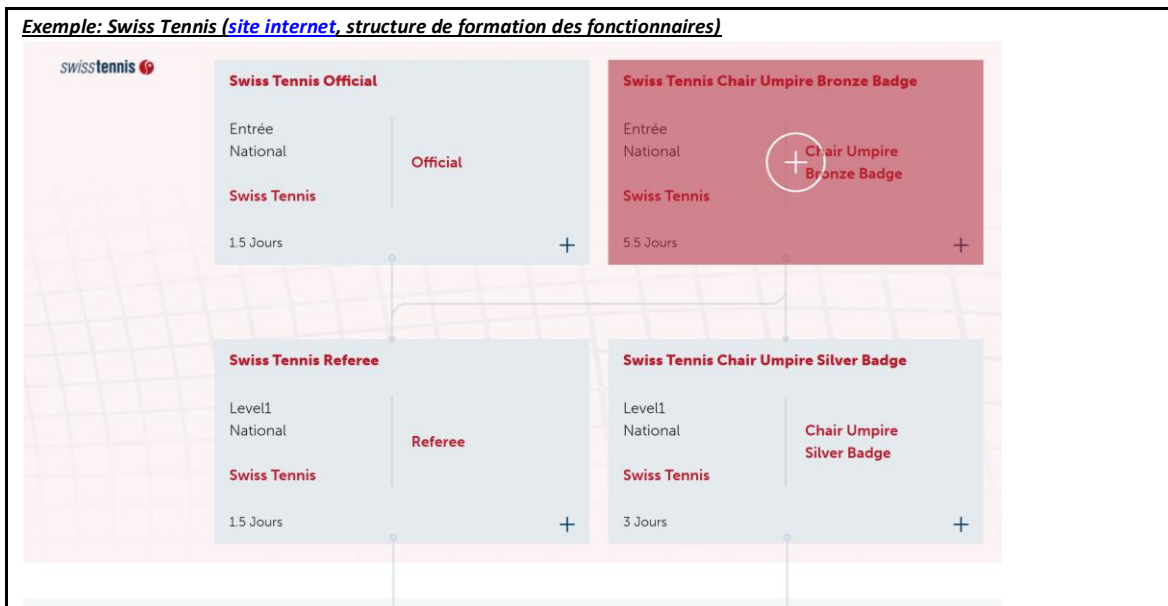 Exemple: Swiss Tennis (site internet, structure de formation des fonctionnaires)
swisstennis
Swiss Tennis Official
Entrée
National
Official
Swiss Tennis
1.5 Jours
Swiss Tennis Chair Umpire Bronze Badge
Entrée
National
Chair Umpire
Bronze Badge
Swiss Tennis
5.5 Jours
Swiss Tennis Referee
Level1
National
Referee
Swiss Tennis
1.5 Jours
Swiss Tennis Chair Umpire Silver Badge
Level1
National
Chair Umpire
Silver Badge
Swiss Tennis
3 Jours